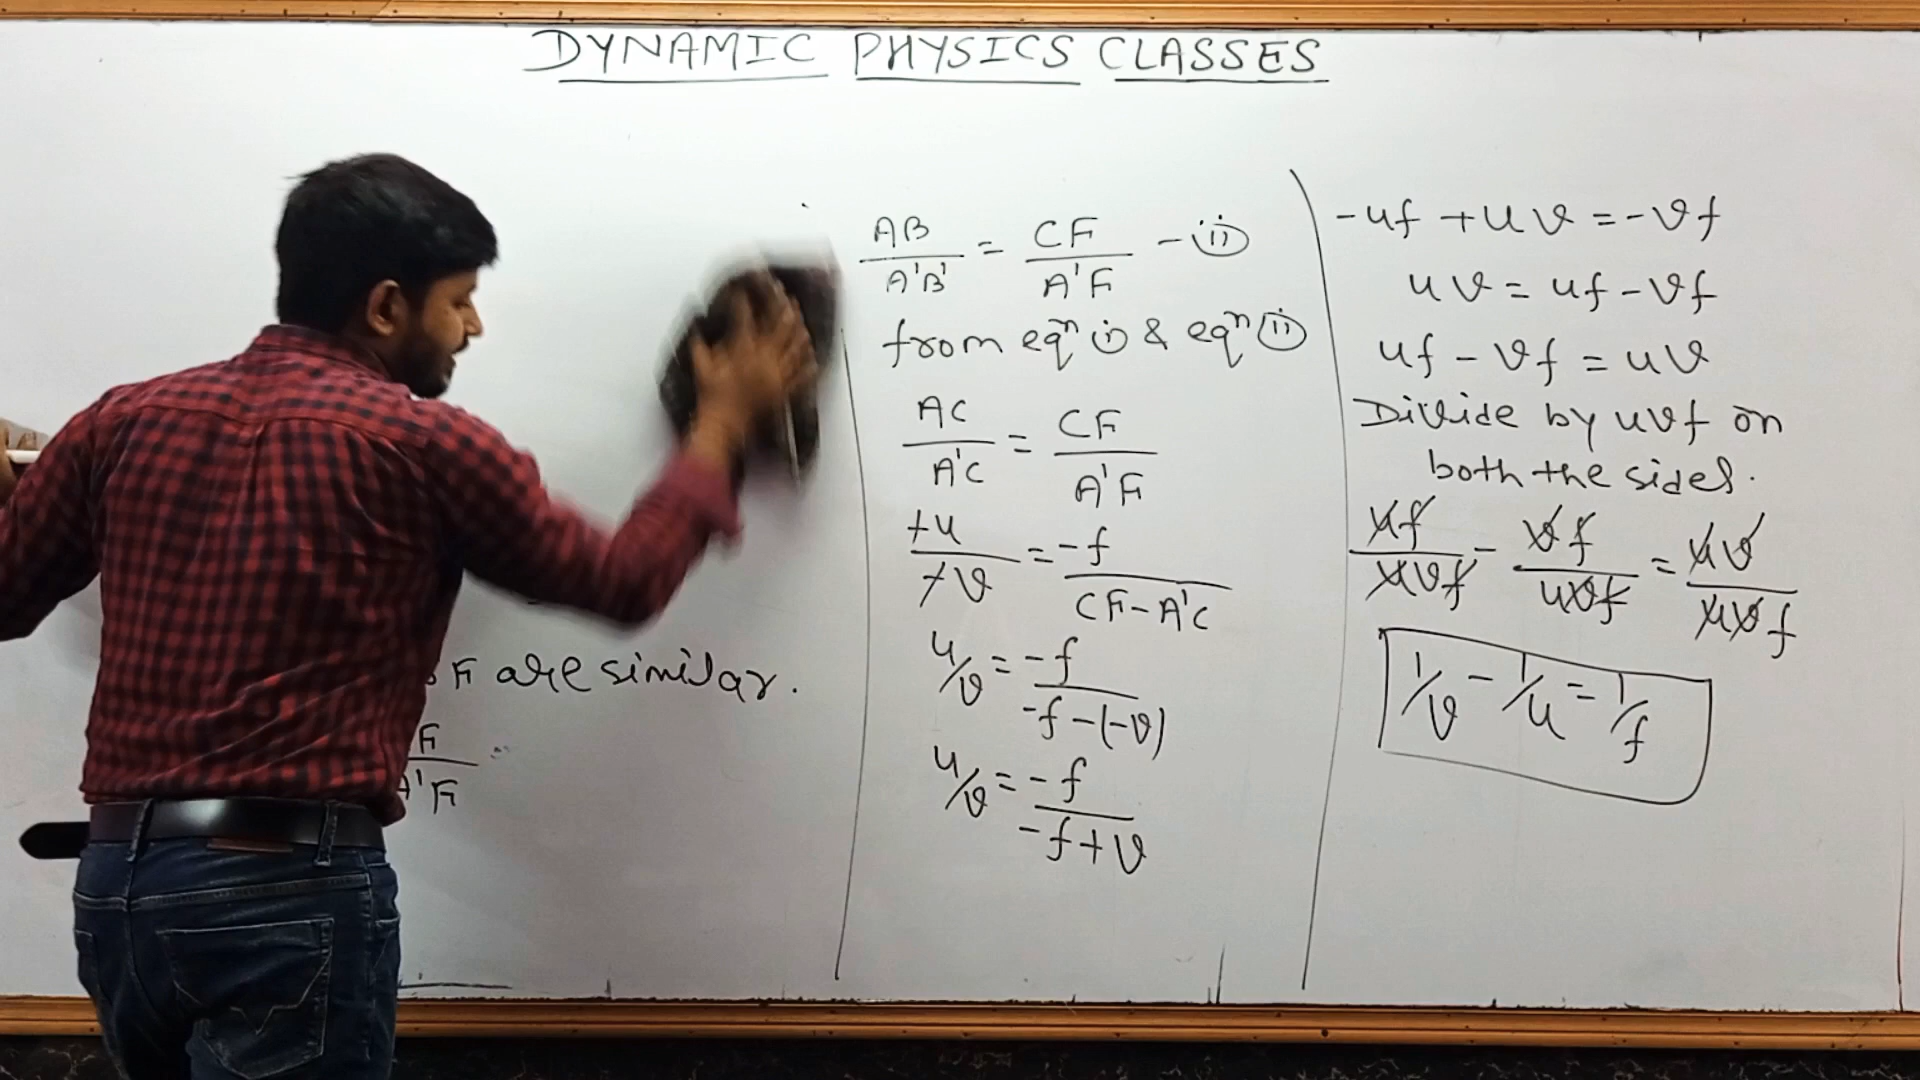 DYNAMIC PHYSICS CLASSES
F are similar.
F / A'F
AB / A'B' = CF / A'F - (ii)
from eqⁿ (i) & eqⁿ (ii)
AC / A'C = CF / A'F
+u / +v = -f / CF - A'C
u/v = -f / -f - (-v)
u/v = -f / -f + v
-uf + uv = -vf
uv = uf - vf
uf - vf = uv
Divide by uvf on
both the sides.
uf / uvf - vf / uvf = uv / uvf
1/v - 1/u = 1/f